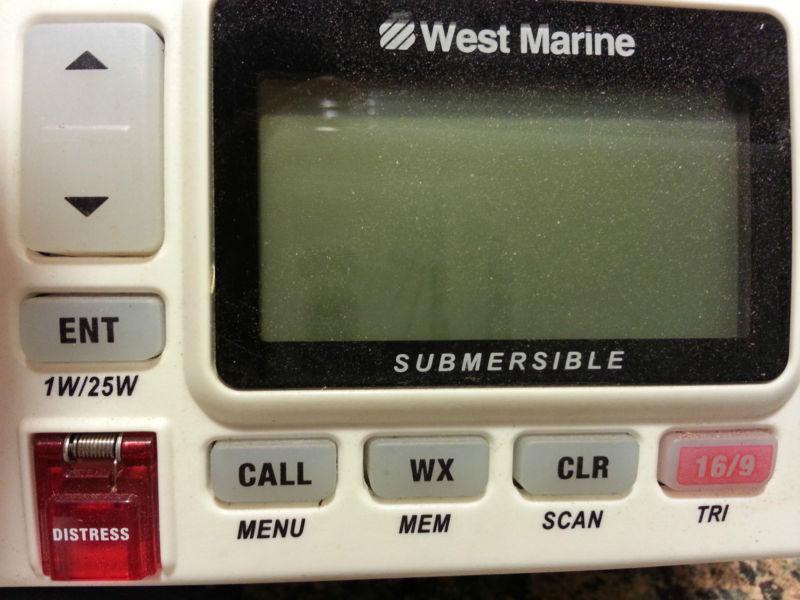 West Marine
SUBMERSIBLE
ENT
1W/25W
DISTRESS
CALL
MENU
WX
MEM
CLR
SCAN
16/9
TRI